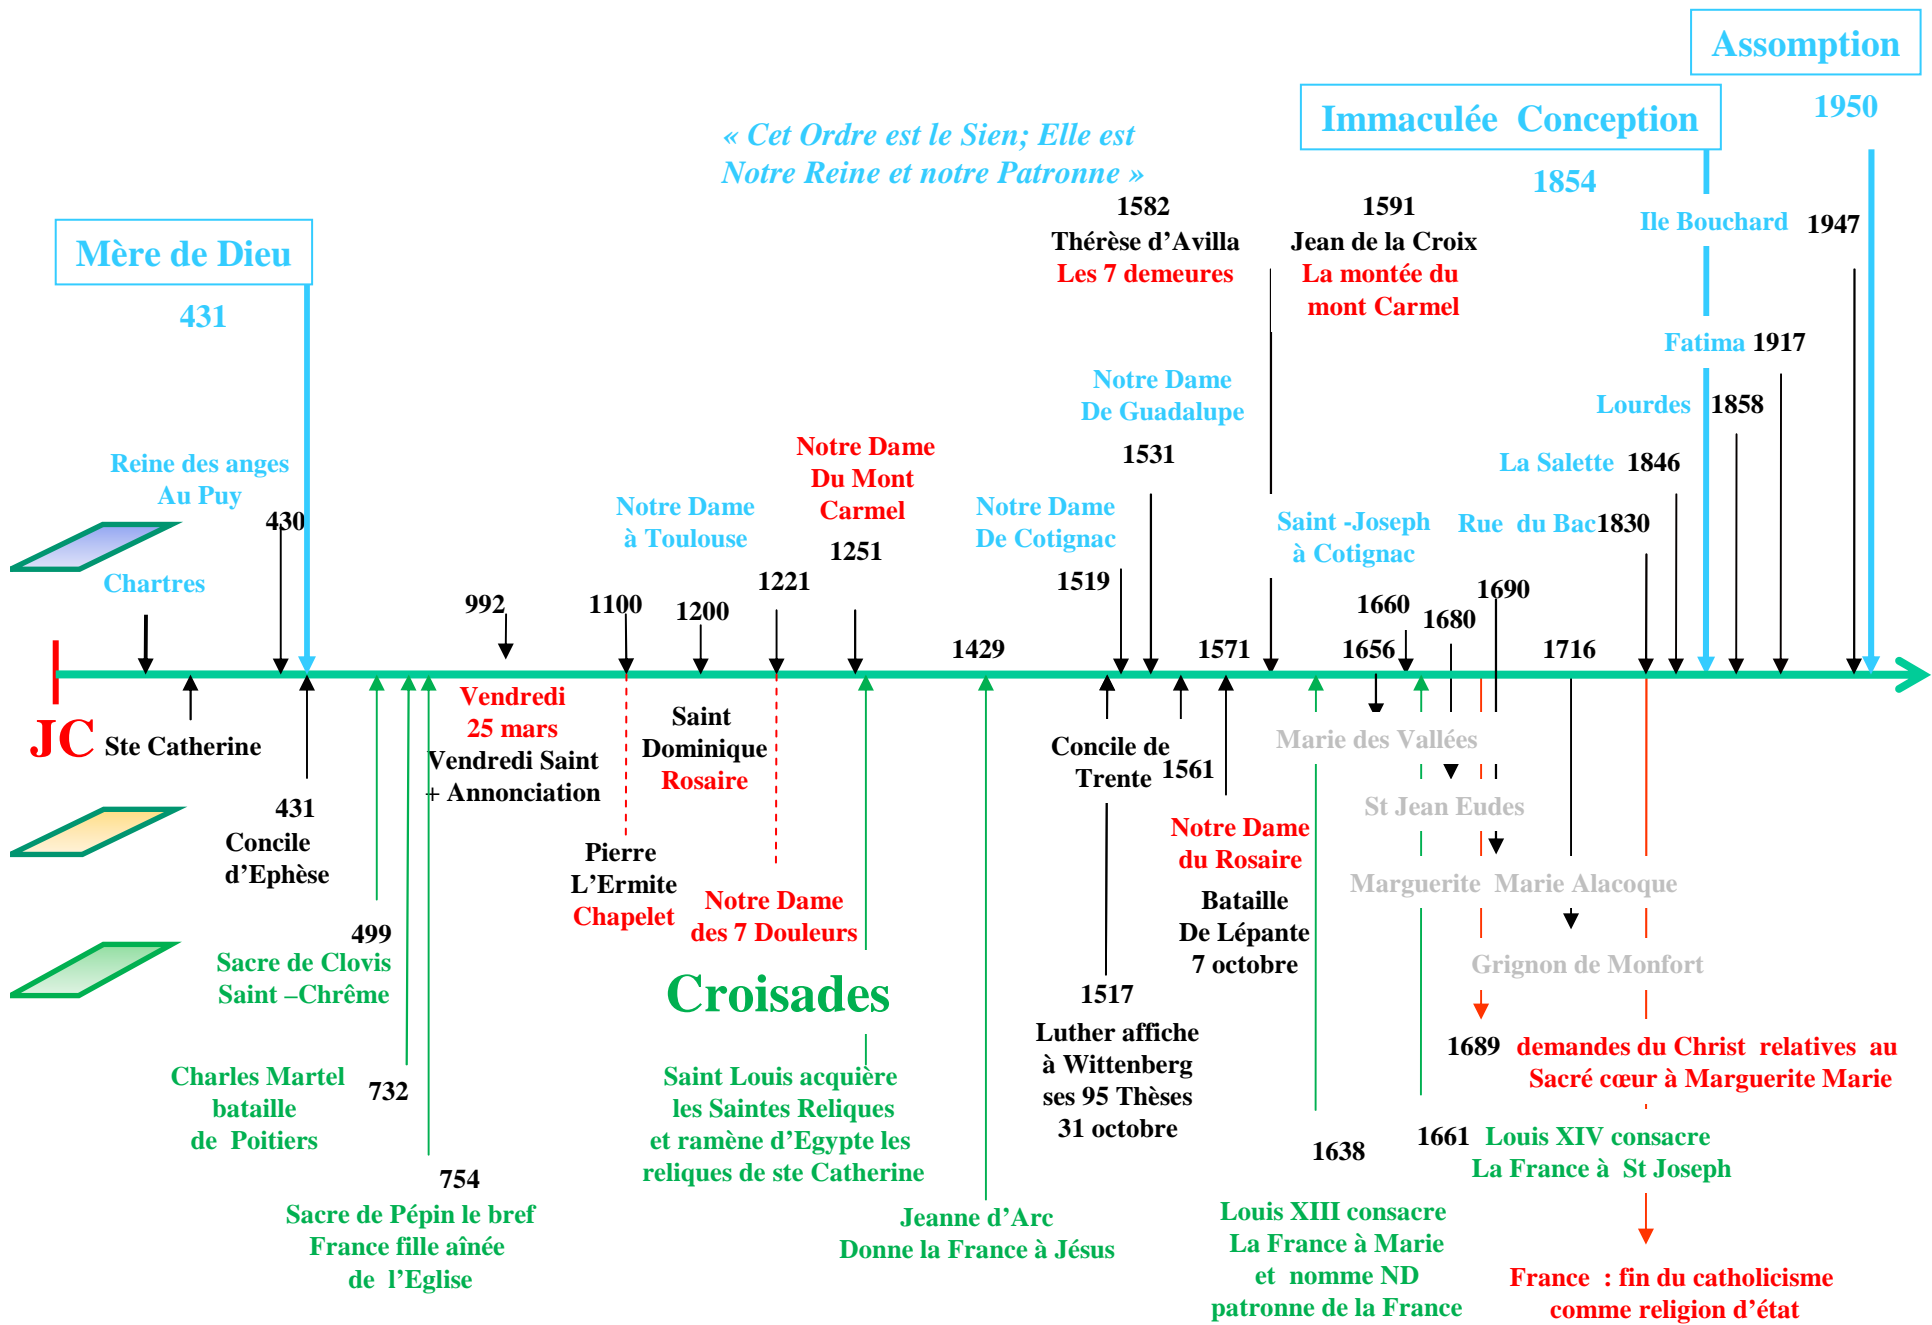 Assomption
1950
Immaculée Conception
1854
« Cet Ordre est le Sien; Elle est
Notre Reine et notre Patronne »
Mère de Dieu
431
1582
Thérèse d’Avilla
Les 7 demeures
1591
Jean de la Croix
La montée du
mont Carmel
Ile Bouchard 1947
Fatima 1917
Lourdes 1858
La Salette 1846
Rue du Bac 1830
Notre Dame
De Guadalupe
1531
Reine des anges
Au Puy
430
Chartres
992
1100
1200
Notre Dame
à Toulouse
1221
Notre Dame
Du Mont
Carmel
1251
Notre Dame
De Cotignac
1519
Saint -Joseph
à Cotignac
1660
1680
1690
1429
1571
1656
1716
JC
Ste Catherine
431
Concile
d’Ephèse
499
Sacre de Clovis
Saint –Chrême
Charles Martel
bataille
de Poitiers
732
754
Sacre de Pépin le bref
France fille aînée
de l’Eglise
Vendredi
25 mars
Vendredi Saint
+ Annonciation
Pierre
L’Ermite
Chapelet
Saint
Dominique
Rosaire
Notre Dame
des 7 Douleurs
Croisades
Saint Louis acquière
les Saintes Reliques
et ramène d’Egypte les
reliques de ste Catherine
Jeanne d’Arc
Donne la France à Jésus
Concile de
Trente
1561
1517
Luther affiche
à Wittenberg
ses 95 Thèses
31 octobre
Notre Dame
du Rosaire
Bataille
De Lépante
7 octobre
Marie des Vallées
St Jean Eudes
Marguerite Marie Alacoque
Grignon de Monfort
1689 demandes du Christ relatives au
Sacré cœur à Marguerite Marie
1638
Louis XIII consacre
La France à Marie
et nomme ND
patronne de la France
1661 Louis XIV consacre
La France à St Joseph
France : fin du catholicisme
comme religion d’état